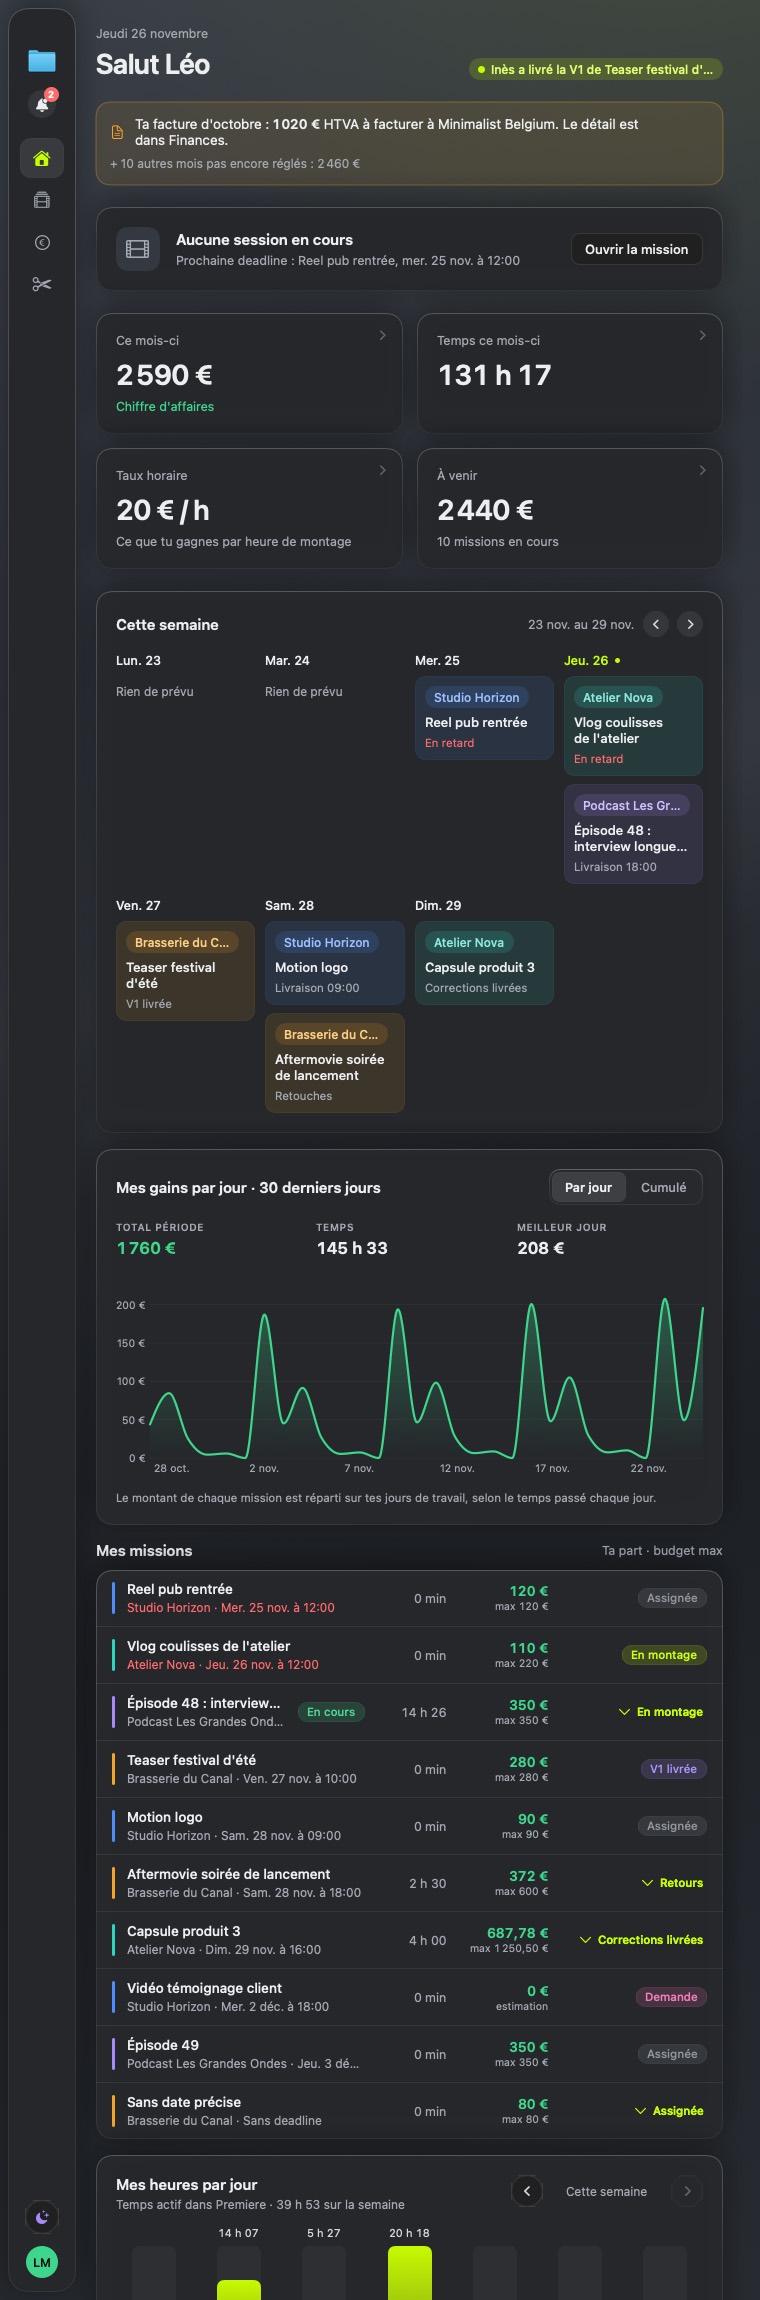 Jeudi 26 novembre
Salut Léo
Inès a livré la V1 de Teaser festival d'...
2
Ta facture d'octobre : 1 020 € HTVA à facturer à Minimalist Belgium. Le détail est
dans Finances.
+ 10 autres mois pas encore réglés : 2 460 €
Aucune session en cours
Prochaine deadline : Reel pub rentrée, mer. 25 nov. à 12:00
Ouvrir la mission
Ce mois-ci
2 590 €
Chiffre d'affaires
Temps ce mois-ci
131 h 17
Taux horaire
20 € / h
Ce que tu gagnes par heure de montage
À venir
2 440 €
10 missions en cours
Cette semaine
23 nov. au 29 nov.
Lun. 23
Rien de prévu
Mar. 24
Rien de prévu
Mer. 25
Studio Horizon
Reel pub rentrée
En retard
Jeu. 26
Atelier Nova
Vlog coulisses
de l'atelier
En retard
Podcast Les Gr...
Épisode 48 :
interview longue...
Livraison 18:00
Ven. 27
Brasserie du C...
Teaser festival
d'été
V1 livrée
Sam. 28
Studio Horizon
Motion logo
Livraison 09:00
Brasserie du C...
Aftermovie soirée
de lancement
Retouches
Dim. 29
Atelier Nova
Capsule produit 3
Corrections livrées
Mes gains par jour · 30 derniers jours
Par jour
Cumulé
TOTAL PÉRIODE
1 760 €
TEMPS
145 h 33
MEILLEUR JOUR
208 €
200 €
150 €
100 €
50 €
0 €
28 oct.
2 nov.
7 nov.
12 nov.
17 nov.
22 nov.
Le montant de chaque mission est réparti sur tes jours de travail, selon le temps passé chaque jour.
Mes missions
Ta part · budget max
Reel pub rentrée
Studio Horizon · Mer. 25 nov. à 12:00
0 min
120 €
max 120 €
Assignée
Vlog coulisses de l'atelier
Atelier Nova · Jeu. 26 nov. à 12:00
0 min
110 €
max 220 €
En montage
Épisode 48 : interview...
Podcast Les Grandes Ond...
En cours
14 h 26
350 €
max 350 €
En montage
Teaser festival d'été
Brasserie du Canal · Ven. 27 nov. à 10:00
0 min
280 €
max 280 €
V1 livrée
Motion logo
Studio Horizon · Sam. 28 nov. à 09:00
0 min
90 €
max 90 €
Assignée
Aftermovie soirée de lancement
Brasserie du Canal · Sam. 28 nov. à 18:00
2 h 30
372 €
max 600 €
Retours
Capsule produit 3
Atelier Nova · Dim. 29 nov. à 16:00
4 h 00
687,78 €
max 1 250,50 €
Corrections livrées
Vidéo témoignage client
Studio Horizon · Mer. 2 déc. à 18:00
0 min
0 €
estimation
Demande
Épisode 49
Podcast Les Grandes Ondes · Jeu. 3 dé...
0 min
350 €
max 350 €
Assignée
Sans date précise
Brasserie du Canal · Sans deadline
0 min
80 €
max 80 €
Assignée
Mes heures par jour
Temps actif dans Premiere · 39 h 53 sur la semaine
Cette semaine
14 h 07
5 h 27
20 h 18
LM